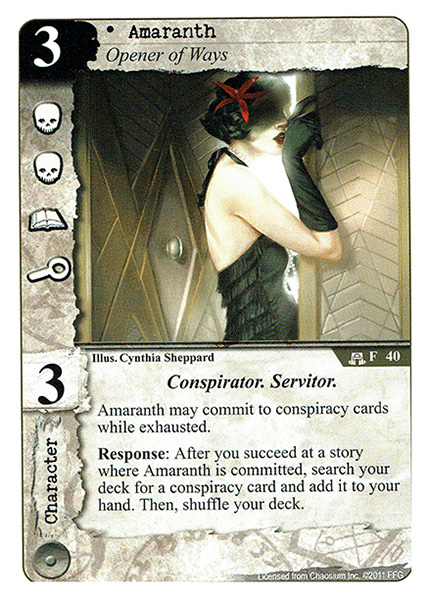 3
• Amaranth
Opener of Ways
Illus. Cynthia Sheppard
F 40
3
Conspirator. Servitor.
Amaranth may commit to conspiracy cards
while exhausted.
Response: After you succeed at a story
where Amaranth is committed, search your
deck for a conspiracy card and add it to your
hand. Then, shuffle your deck.
Character
Licensed from Chaosium Inc. ©2011 FFG